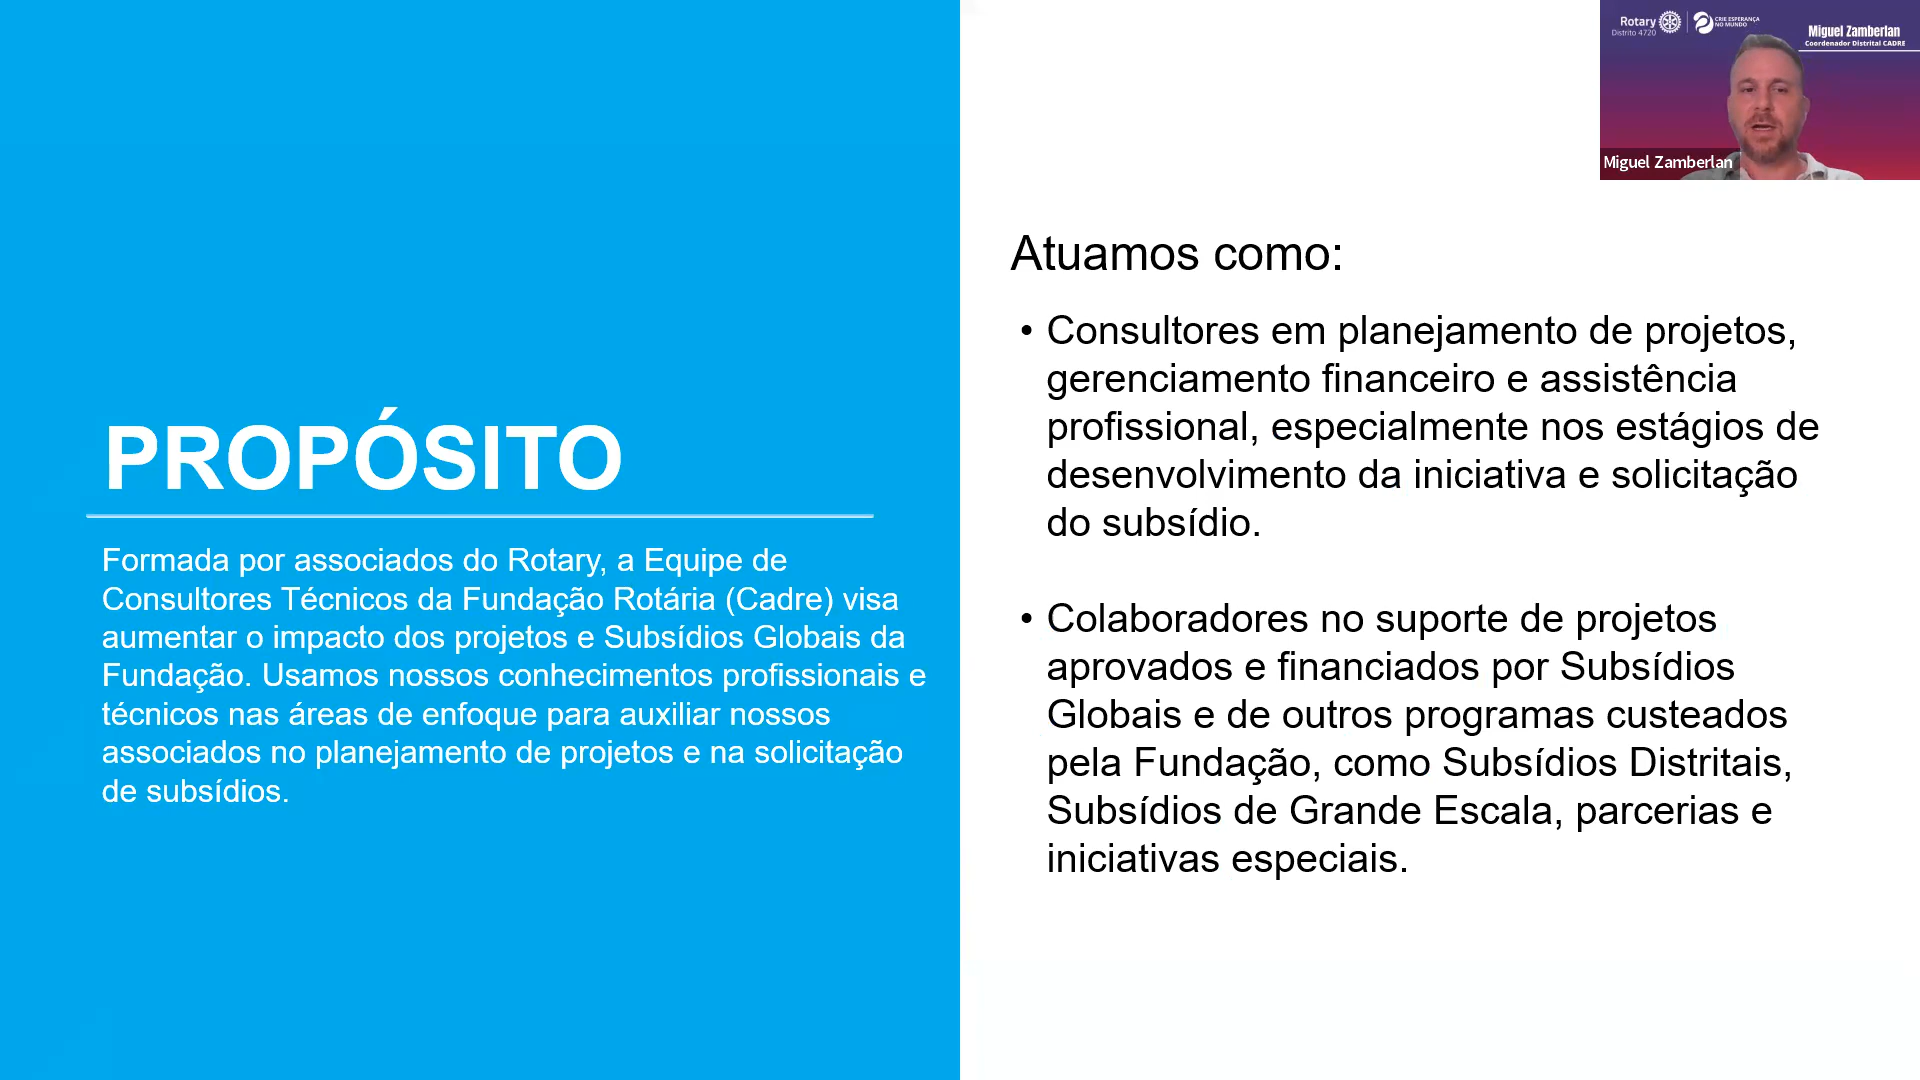 Rotary
Distrito 4720
CRIE ESPERANÇA
NO MUNDO
Miguel Zamberlan
Coordenador Distrital CADRE
Miguel Zamberlan
PROPÓSITO
Formada por associados do Rotary, a Equipe de
Consultores Técnicos da Fundação Rotária (Cadre) visa
aumentar o impacto dos projetos e Subsídios Globais da
Fundação. Usamos nossos conhecimentos profissionais e
técnicos nas áreas de enfoque para auxiliar nossos
associados no planejamento de projetos e na solicitação
de subsídios.
Atuamos como:
• Consultores em planejamento de projetos,
gerenciamento financeiro e assistência
profissional, especialmente nos estágios de
desenvolvimento da iniciativa e solicitação
do subsídio.
• Colaboradores no suporte de projetos
aprovados e financiados por Subsídios
Globais e de outros programas custeados
pela Fundação, como Subsídios Distritais,
Subsídios de Grande Escala, parcerias e
iniciativas especiais.